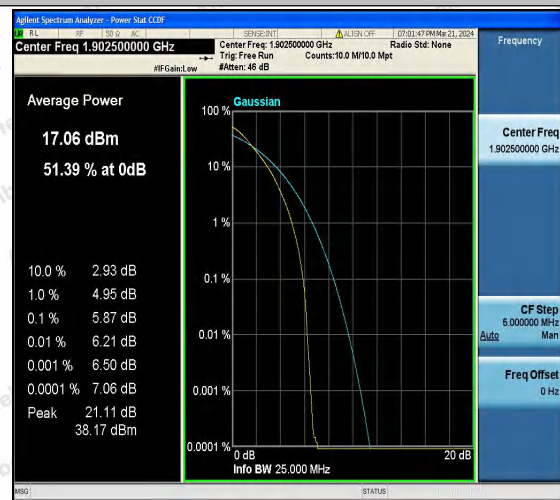 Agilent Spectrum Analyzer - Power Stat CCDF
RL RF 50 Ω AC SENSE:INT ALIGN OFF 07:01:47 PM Mar 21, 2024
Center Freq 1.902500000 GHz
Center Freq: 1.902500000 GHz Radio Std: None
Trig: Free Run Counts:10.0 M/10.0 Mpt
#IFGain:Low #Atten: 46 dB
Frequency
Average Power
17.06 dBm
51.39 % at 0dB
10.0 % 2.93 dB
1.0 % 4.95 dB
0.1 % 5.87 dB
0.01 % 6.21 dB
0.001 % 6.50 dB
0.0001 % 7.06 dB
Peak 21.11 dB
38.17 dBm
Gaussian
100 %
10 %
1 %
0.1 %
0.01 %
0.001 %
0.0001 %
0 dB 20 dB
Info BW 25.000 MHz
Center Freq
1.902500000 GHz
CF Step
5.000000 MHz
Auto Man
Freq Offset
0 Hz
MSG STATUS